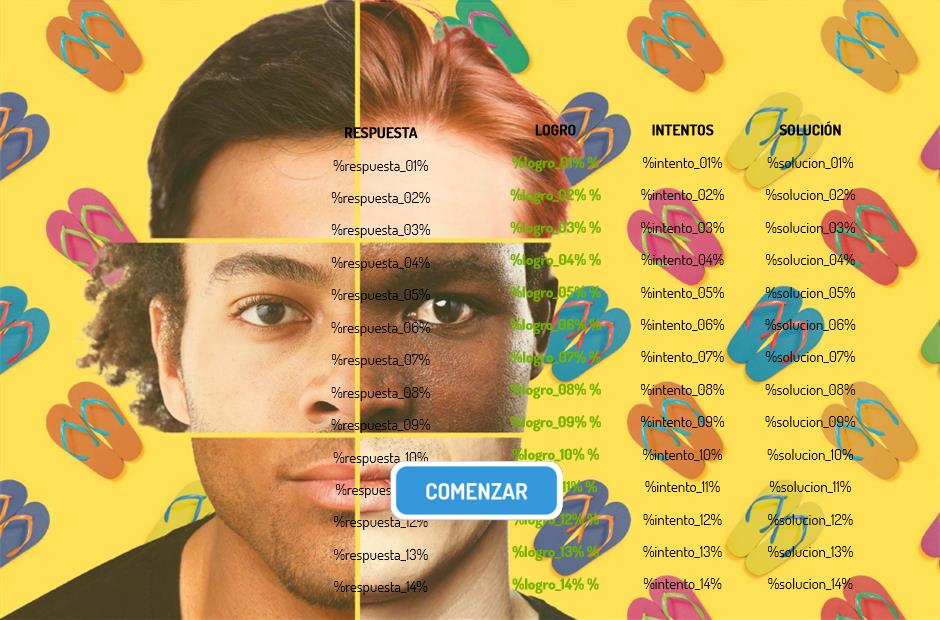 RESPUESTA LOGRO INTENTOS SOLUCIÓN
%respuesta_01% %logro_01% % %intento_01% %solucion_01%
%respuesta_02% %logro_02% % %intento_02% %solucion_02%
%respuesta_03% %logro_03% % %intento_03% %solucion_03%
%respuesta_04% %logro_04% % %intento_04% %solucion_04%
%respuesta_05% %logro_05% % %intento_05% %solucion_05%
%respuesta_06% %logro_06% % %intento_06% %solucion_06%
%respuesta_07% %logro_07% % %intento_07% %solucion_07%
%respuesta_08% %logro_08% % %intento_08% %solucion_08%
%respuesta_09% %logro_09% % %intento_09% %solucion_09%
%respuesta_10% %logro_10% % %intento_10% %solucion_10%
%respues 11% % %intento_11% %solucion_11%
COMENZAR
%respuesta_12% %logro_12% % %intento_12% %solucion_12%
%respuesta_13% %logro_13% % %intento_13% %solucion_13%
%respuesta_14% %logro_14% % %intento_14% %solucion_14%